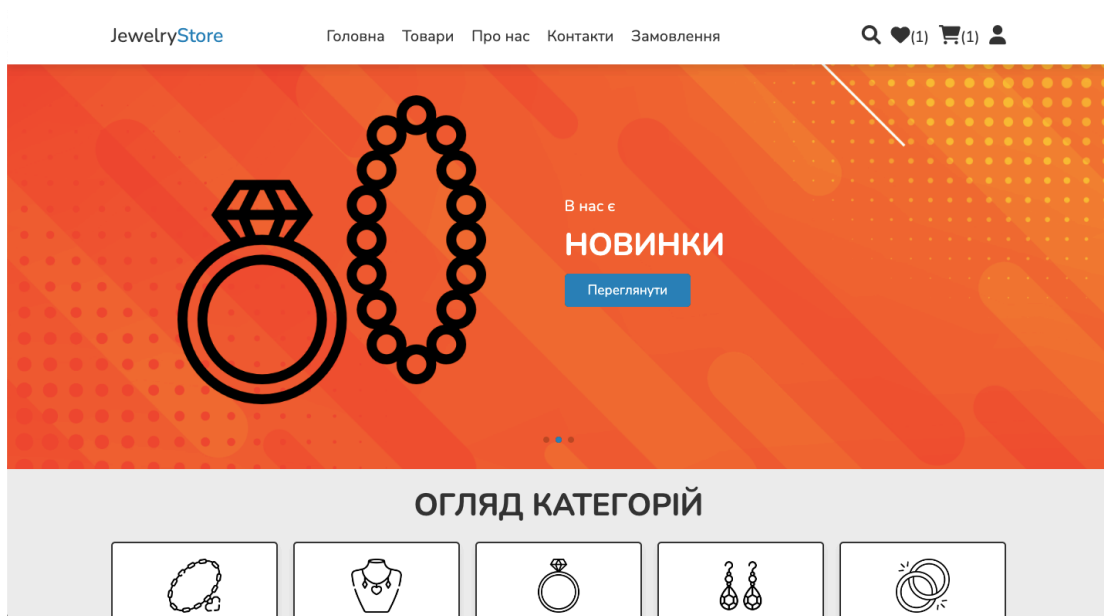 JewelryStore
Головна Товари Про нас Контакти Замовлення
(1) (1)
В нас є
НОВИНКИ
Переглянути
ОГЛЯД КАТЕГОРІЙ